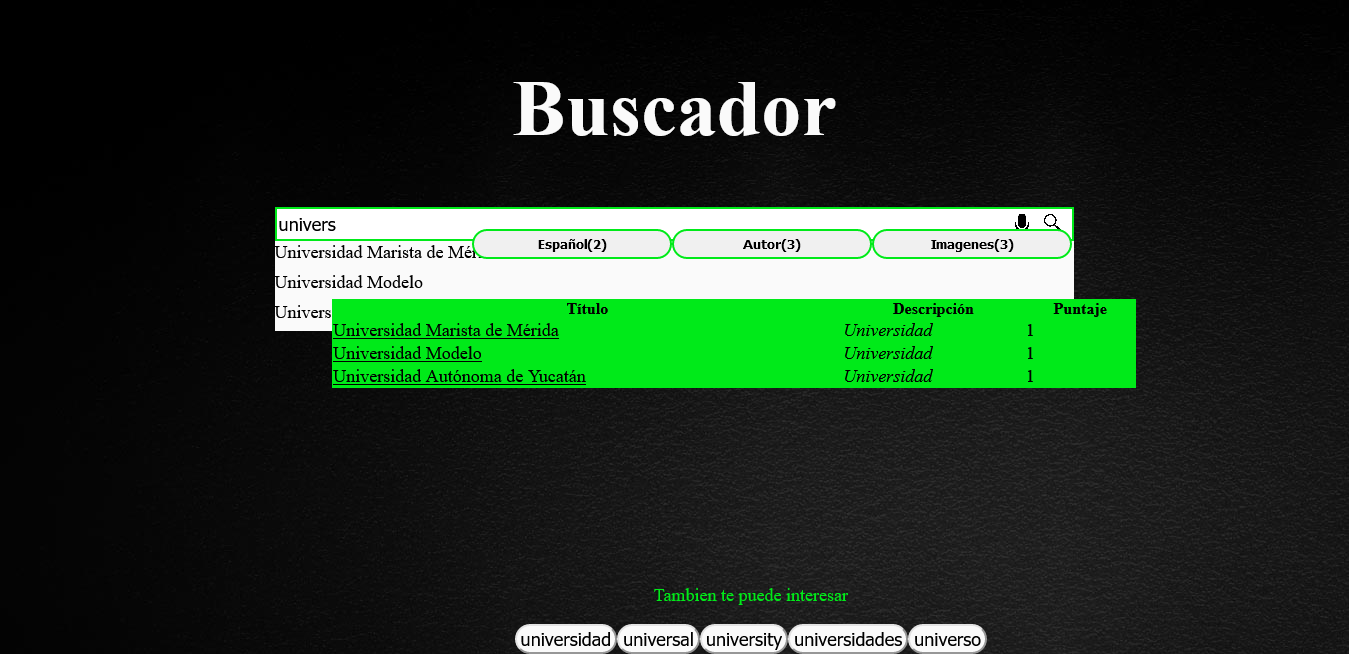 Buscador
univers
Universidad Marista de Mér
Español(2) Autor(3) Imagenes(3)
Universidad Modelo
Univers
Título Descripción Puntaje
Universidad Marista de Mérida Universidad 1
Universidad Modelo Universidad 1
Universidad Autónoma de Yucatán Universidad 1
Tambien te puede interesar
universidad universal university universidades universo